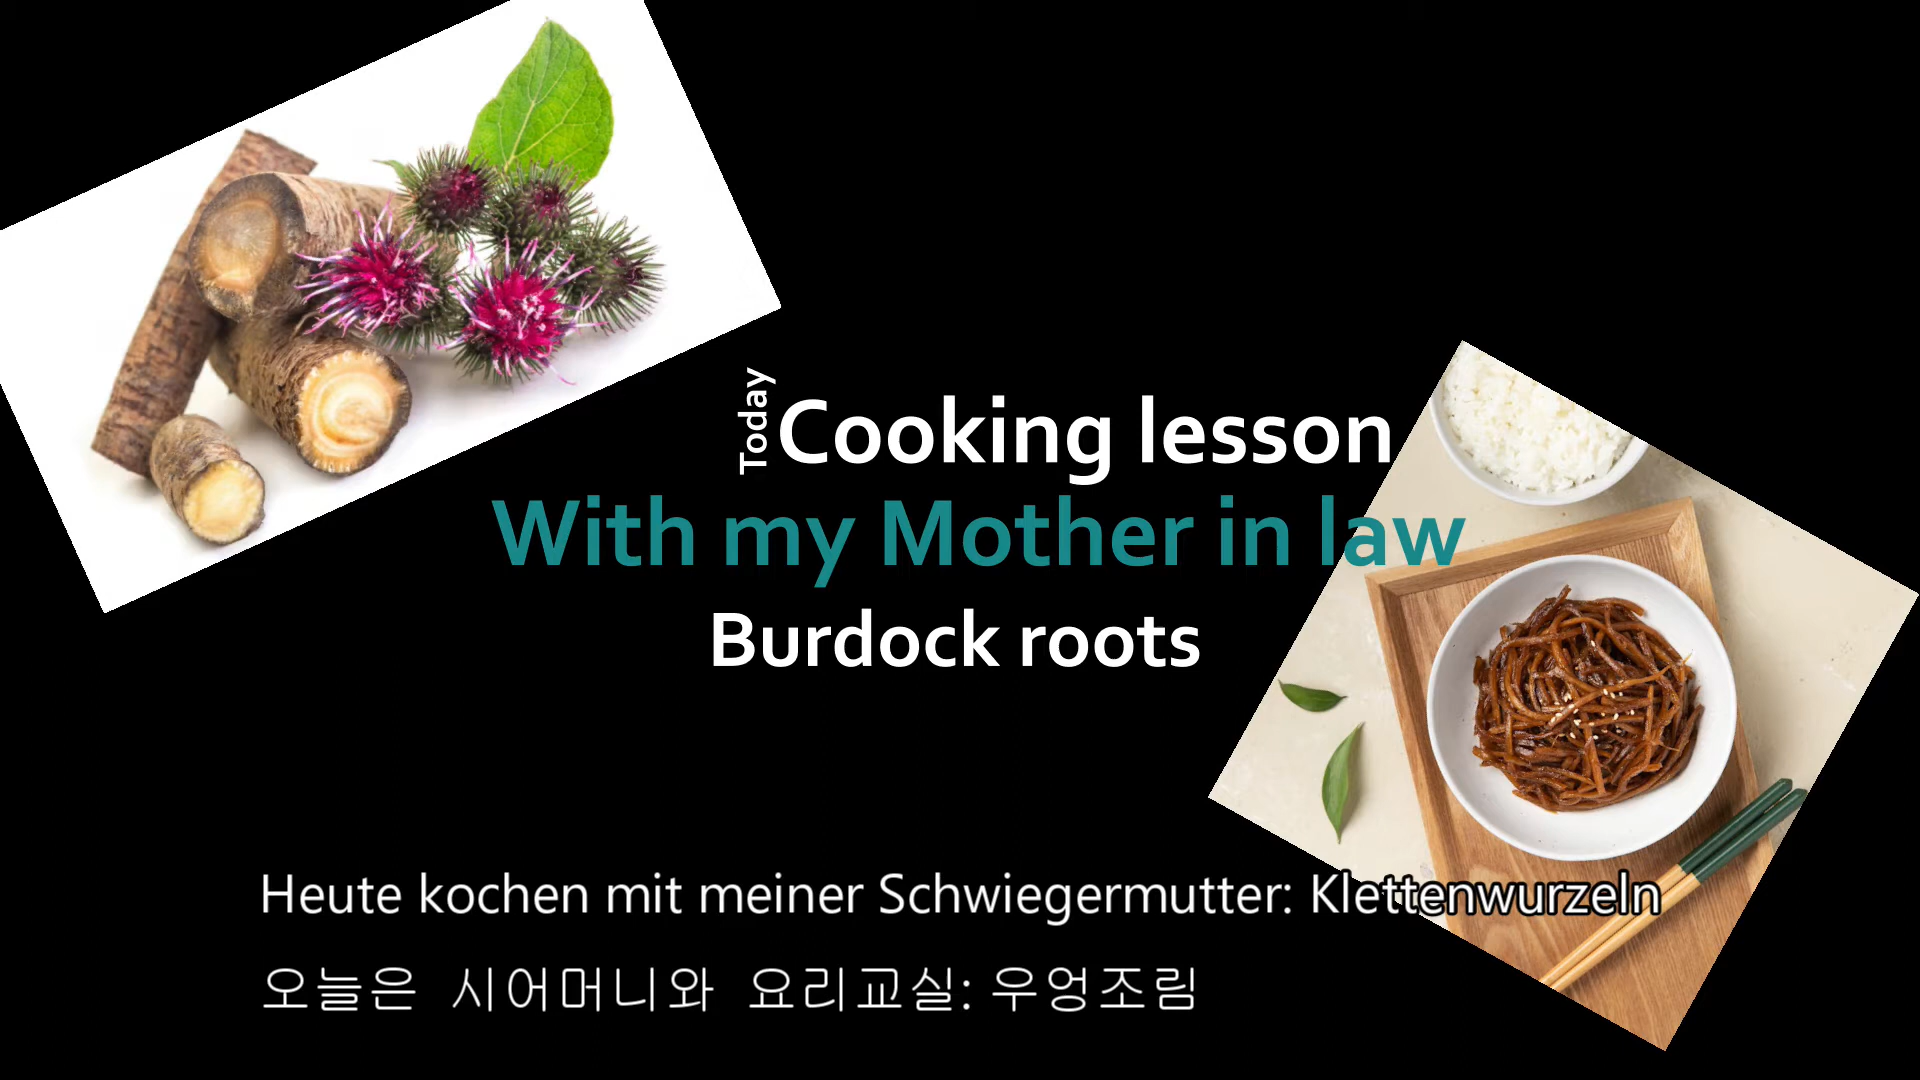 Today
Cooking lesson
With my Mother in law
Burdock roots
Heute kochen mit meiner Schwiegermutter: Klettenwurzeln
오늘은 시어머니와 요리교실: 우엉조림